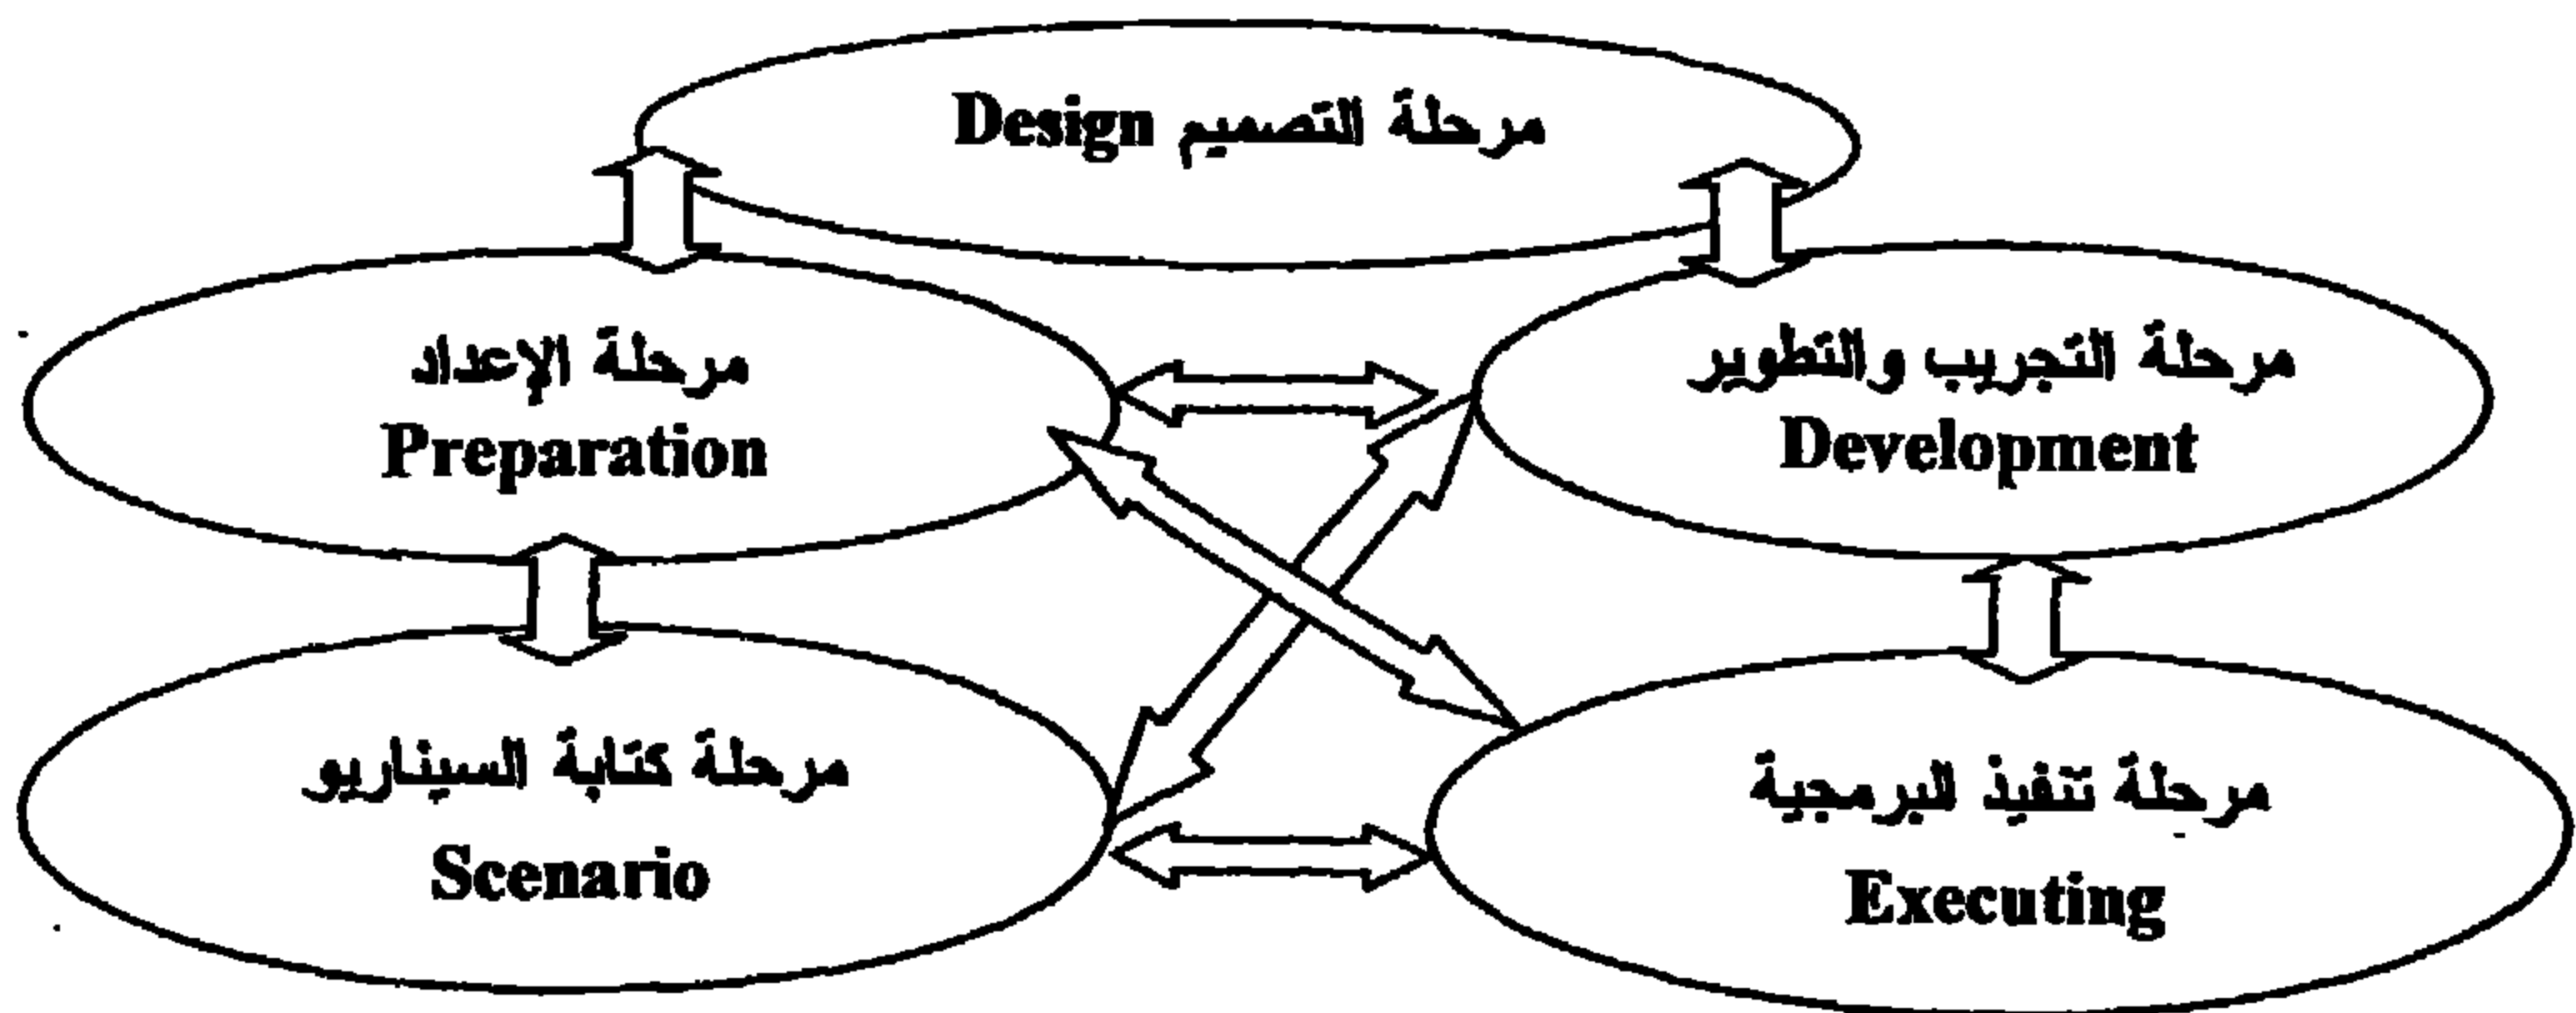 مرحلة التصميم Design
مرحلة الإعداد
Preparation
مرحلة التجريب والتطوير
Development
مرحلة كتابة السيناريو
Scenario
مرحلة تنفيذ البرمجية
Executing